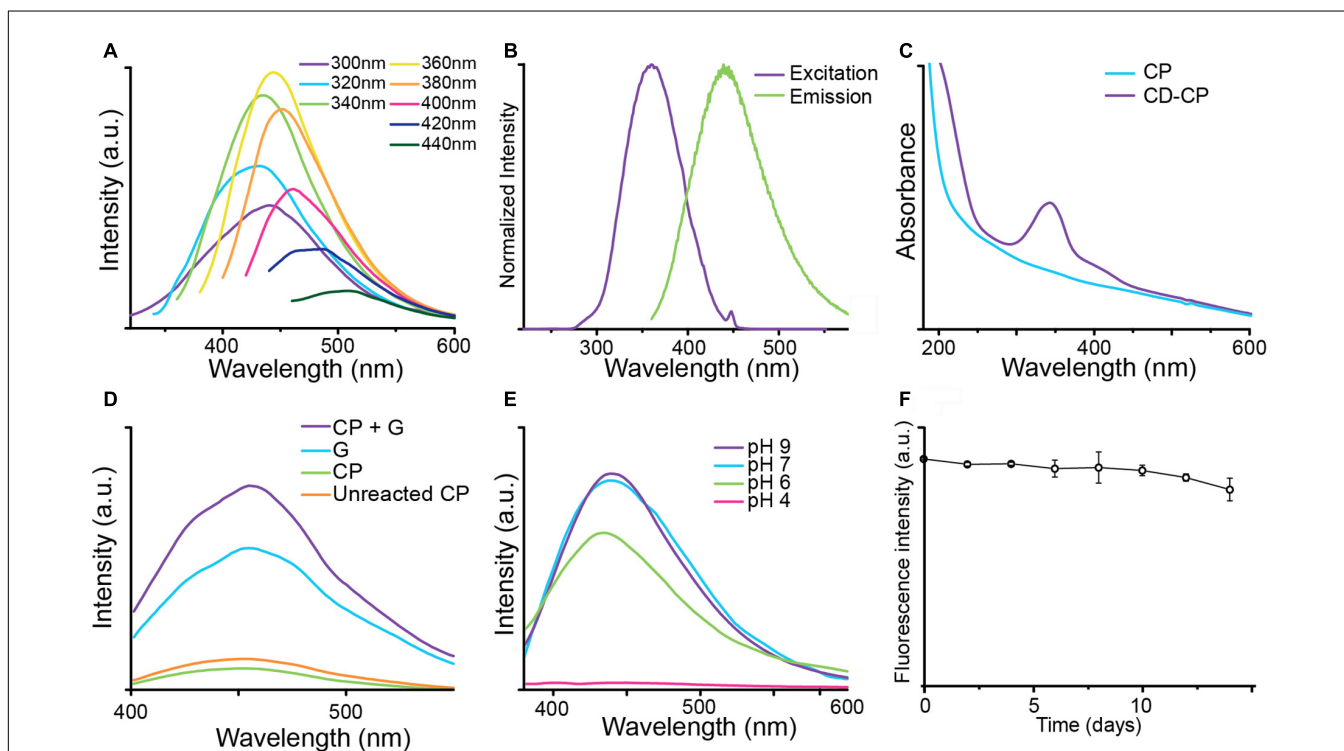 A
300nm 360nm
320nm 380nm
340nm 400nm
420nm
440nm
Intensity (a.u.)
400 500 600
Wavelength (nm)
B
Excitation
Emission
Normalized Intensity
300 400 500
Wavelength (nm)
C
CP
CD-CP
Absorbance
200 400 600
Wavelength (nm)
D
CP + G
G
CP
Unreacted CP
Intensity (a.u.)
400 500
Wavelength (nm)
E
pH 9
pH 7
pH 6
pH 4
Intensity (a.u.)
400 500 600
Wavelength (nm)
F
Fluorescence intensity (a.u.)
0 5 10
Time (days)